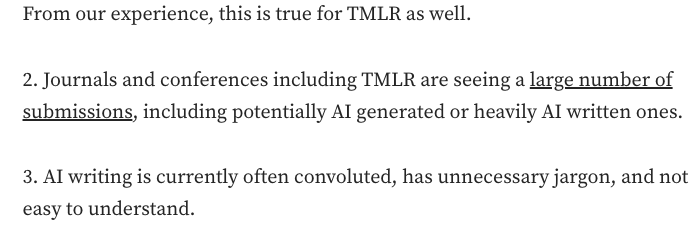 From our experience, this is true for TMLR as well.
2. Journals and conferences including TMLR are seeing a large number of
submissions, including potentially AI generated or heavily AI written ones.
3. AI writing is currently often convoluted, has unnecessary jargon, and not
easy to understand.